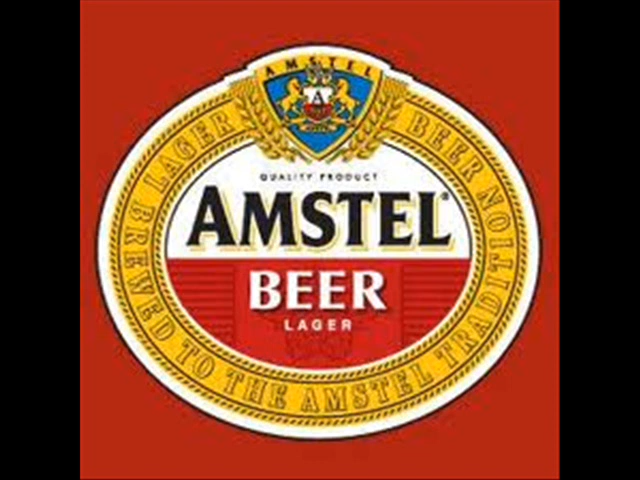 AMSTEL
LAGER BEER
BREWED TO THE AMSTEL TRADITION
QUALITY PRODUCT
AMSTEL®
BEER
LAGER